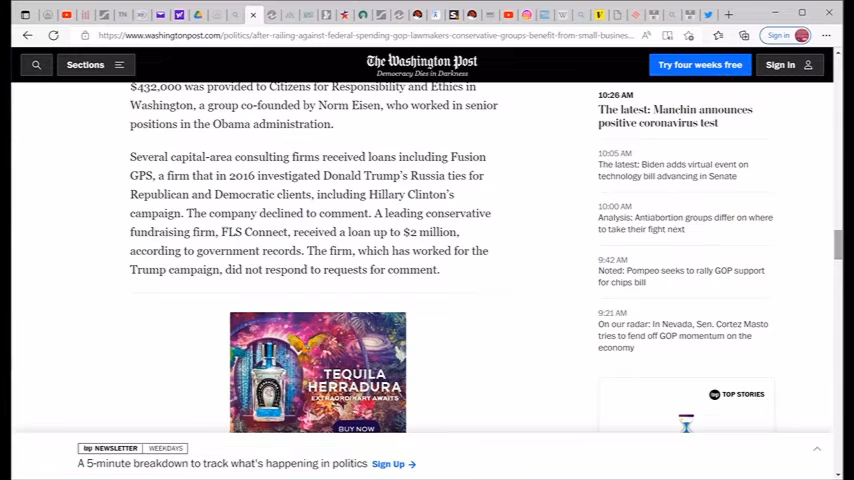 https://www.washingtonpost.com/politics/after-railing-against-federal-spending-gop-lawmakers-conservative-groups-benefit-from-small-business...
Sign in
Sections
The Washington Post
Democracy Dies in Darkness
Try four weeks free
Sign In
$432,000 was provided to Citizens for Responsibility and Ethics in
Washington, a group co-founded by Norm Eisen, who worked in senior
positions in the Obama administration.
Several capital-area consulting firms received loans including Fusion
GPS, a firm that in 2016 investigated Donald Trump's Russia ties for
Republican and Democratic clients, including Hillary Clinton's
campaign. The company declined to comment. A leading conservative
fundraising firm, FLS Connect, received a loan up to $2 million,
according to government records. The firm, which has worked for the
Trump campaign, did not respond to requests for comment.
TEQUILA
HERRADURA
EXTRAORDINARY AWAITS
BUY NOW
10:26 AM
The latest: Manchin announces
positive coronavirus test
10:05 AM
The latest: Biden adds virtual event on
technology bill advancing in Senate
10:00 AM
Analysis: Antiabortion groups differ on where
to take their fight next
9:42 AM
Noted: Pompeo seeks to rally GOP support
for chips bill
9:21 AM
On our radar: In Nevada, Sen. Cortez Masto
tries to fend off GOP momentum on the
economy
wp TOP STORIES
wp NEWSLETTER WEEKDAYS
A 5-minute breakdown to track what's happening in politics Sign Up →